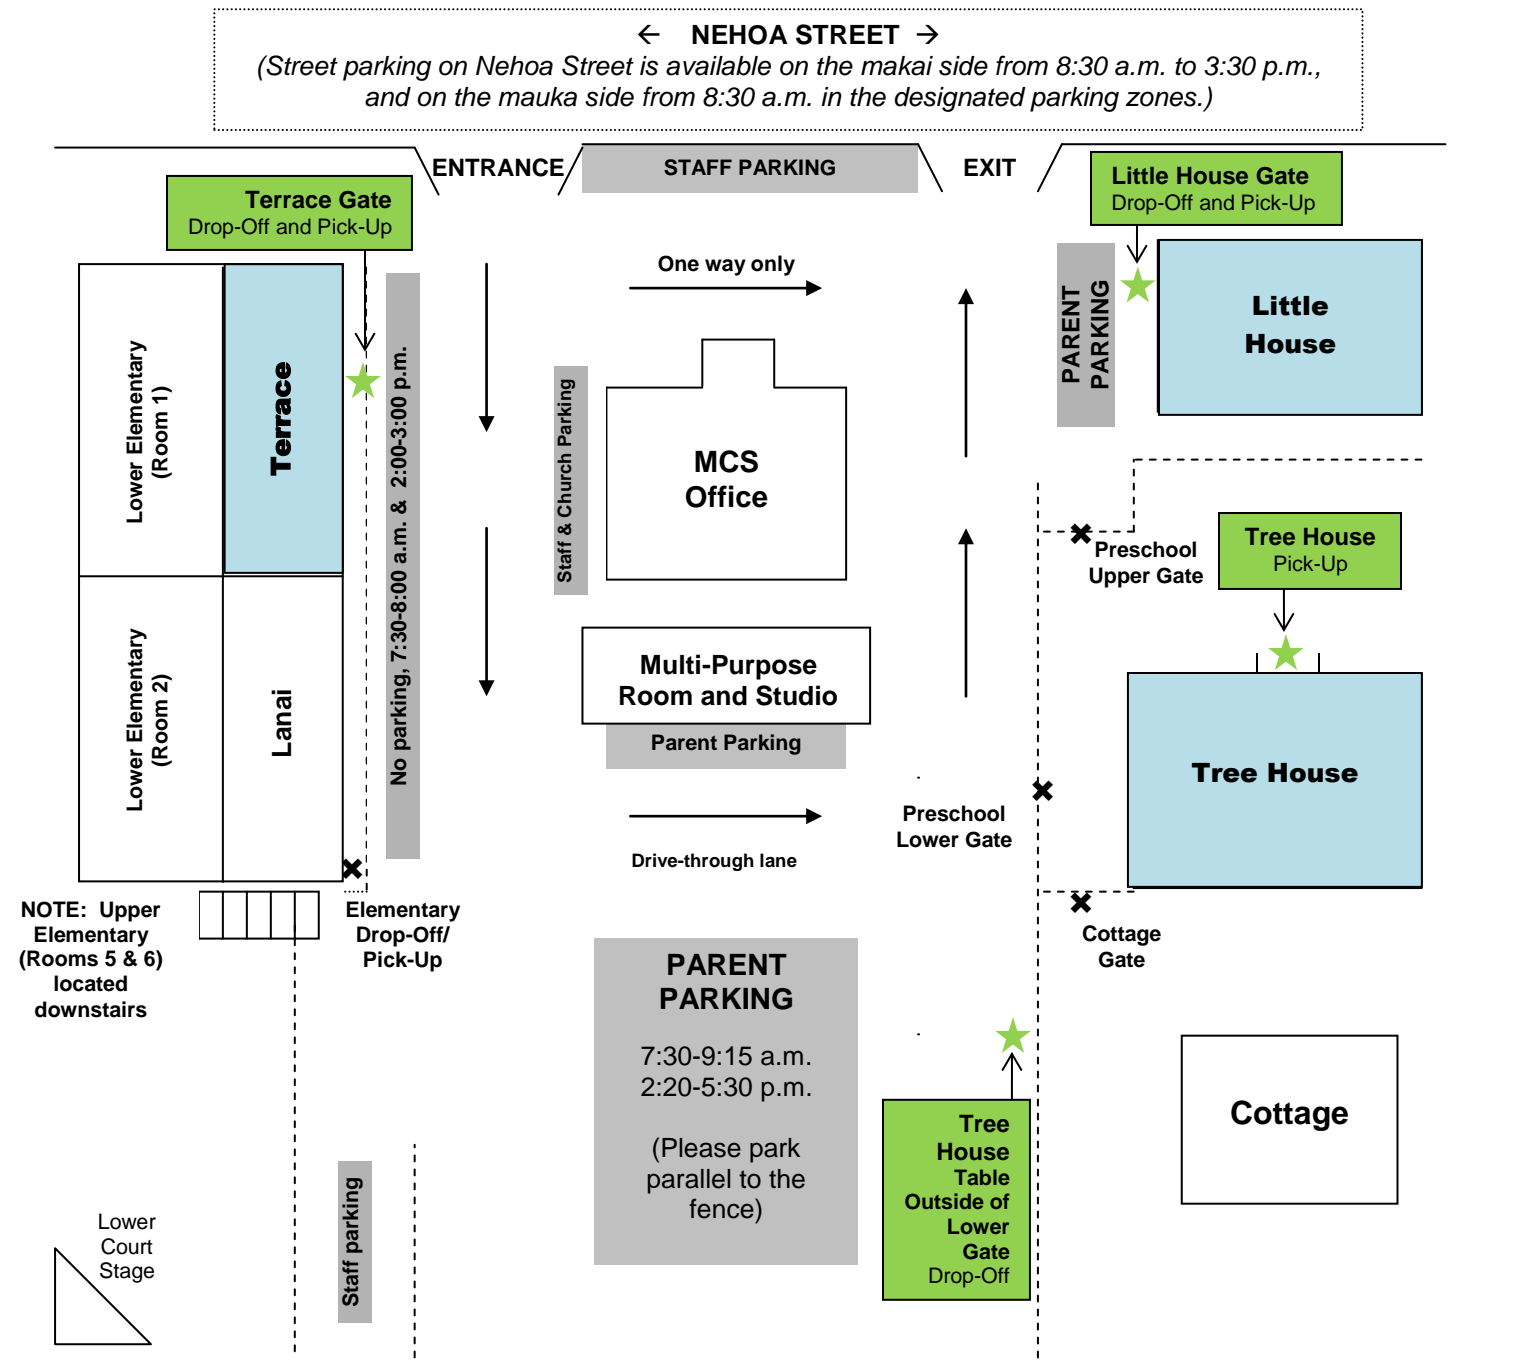 ← NEHOA STREET →
(Street parking on Nehoa Street is available on the makai side from 8:30 a.m. to 3:30 p.m.,
and on the mauka side from 8:30 a.m. in the designated parking zones.)
ENTRANCE
STAFF PARKING
EXIT
Terrace Gate
Drop-Off and Pick-Up
Little House Gate
Drop-Off and Pick-Up
One way only
PARENT
PARKING
Little
House
Lower Elementary
(Room 1)
Terrace
No parking, 7:30-8:00 a.m. & 2:00-3:00 p.m.
Staff & Church Parking
MCS
Office
Preschool
Upper Gate
Tree House
Pick-Up
Lower Elementary
(Room 2)
Lanai
Multi-Purpose
Room and Studio
Parent Parking
Tree House
Preschool
Lower Gate
Drive-through lane
NOTE: Upper
Elementary
(Rooms 5 & 6)
located
downstairs
Elementary
Drop-Off/
Pick-Up
Cottage
Gate
PARENT
PARKING
7:30-9:15 a.m.
2:20-5:30 p.m.
(Please park
parallel to the
fence)
Tree
House
Table
Outside of
Lower
Gate
Drop-Off
Cottage
Staff parking
Lower
Court
Stage